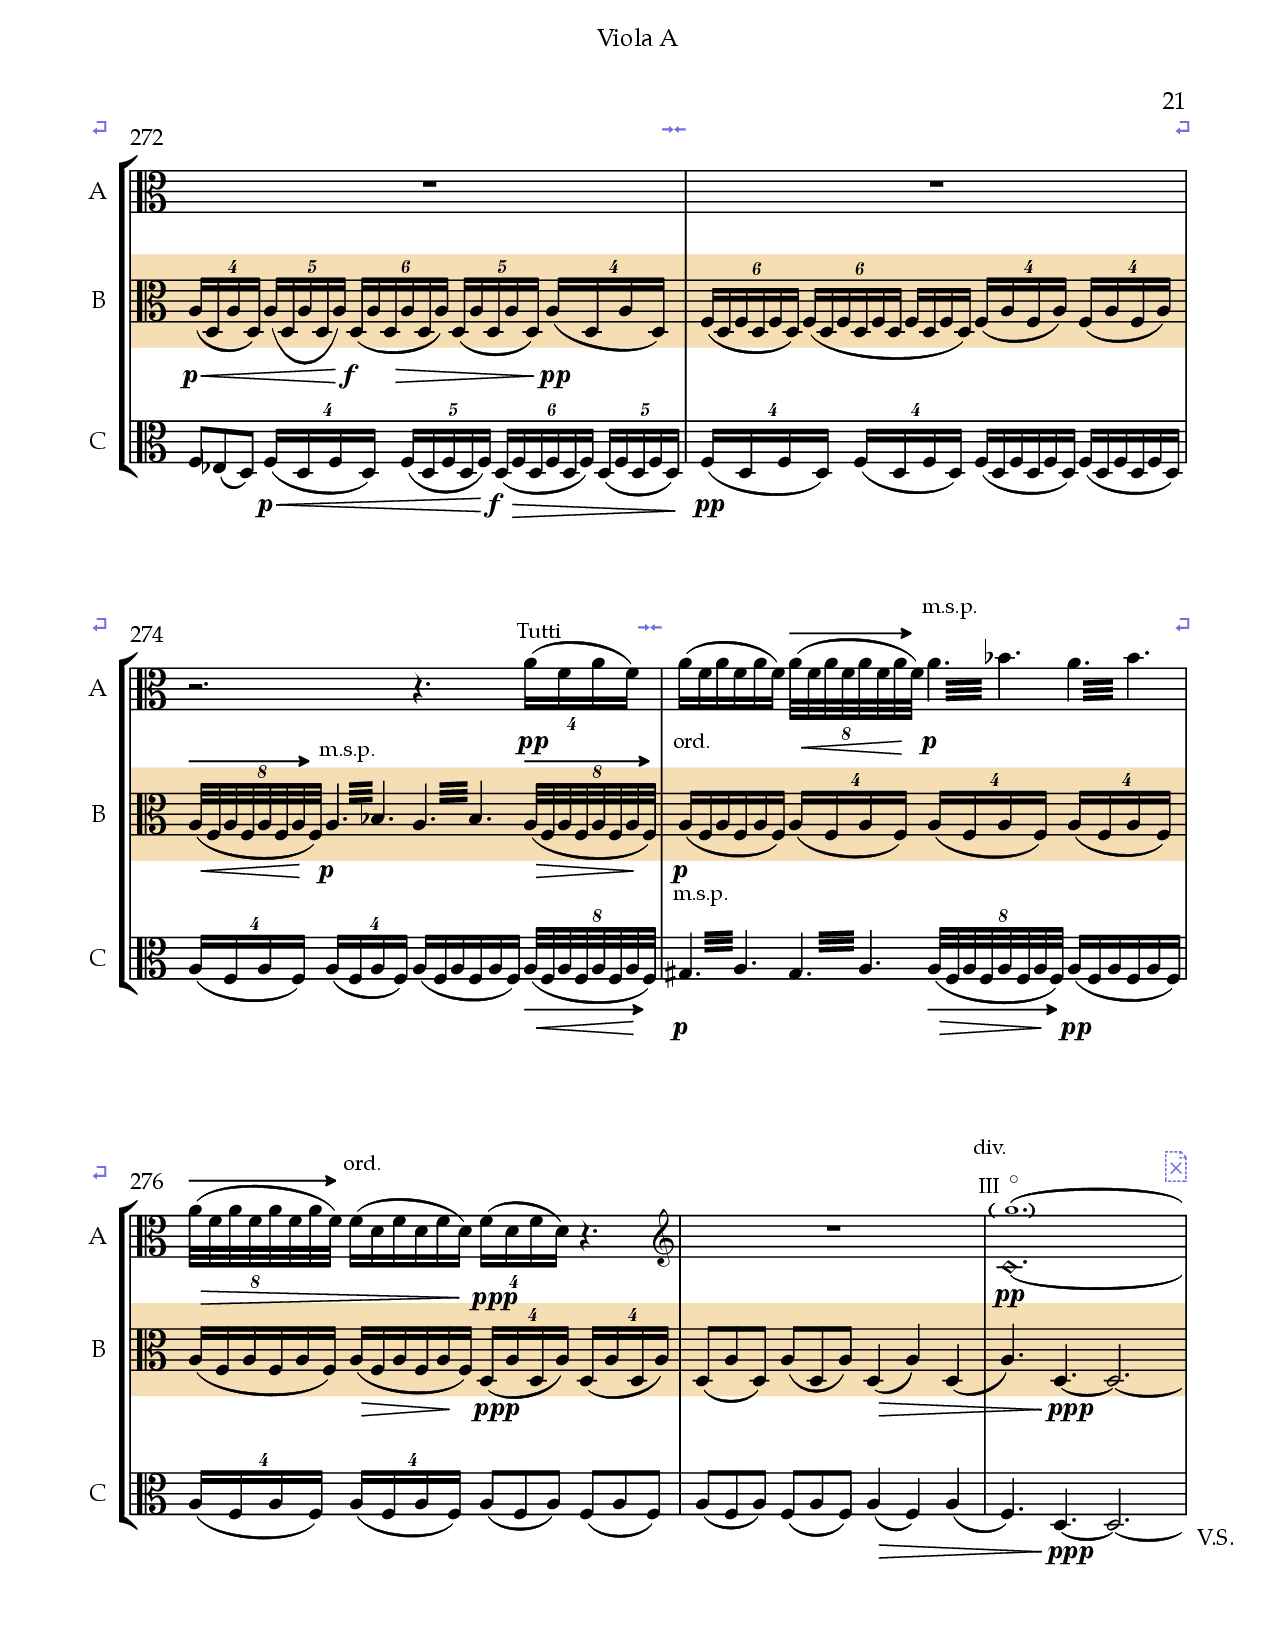 Viola A
21
272
A
B
4 5 6 5 4 6 6 4 4
p f pp
C
4 5 6 5 4 4
p f pp
274
Tutti
m.s.p.
A
4 8
pp ord. p
m.s.p.
B
8 8 4 4 4
p p
m.s.p.
C
4 4 8 8
p pp
276
div.
ord.
III
A
8 4
ppp pp
B
4 4
ppp ppp
C
4 4
ppp
V.S.